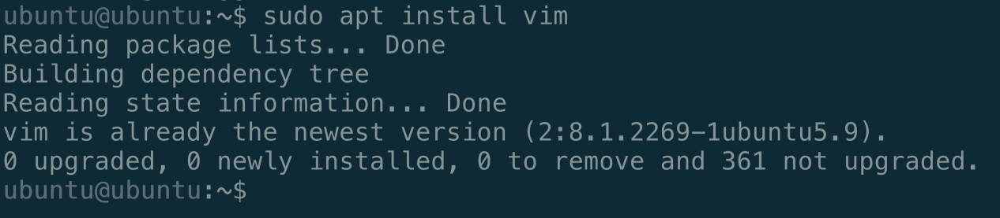 ubuntu@ubuntu:~$ sudo apt install vim
Reading package lists... Done
Building dependency tree
Reading state information... Done
vim is already the newest version (2:8.1.2269-1ubuntu5.9).
0 upgraded, 0 newly installed, 0 to remove and 361 not upgraded.
ubuntu@ubuntu:~$